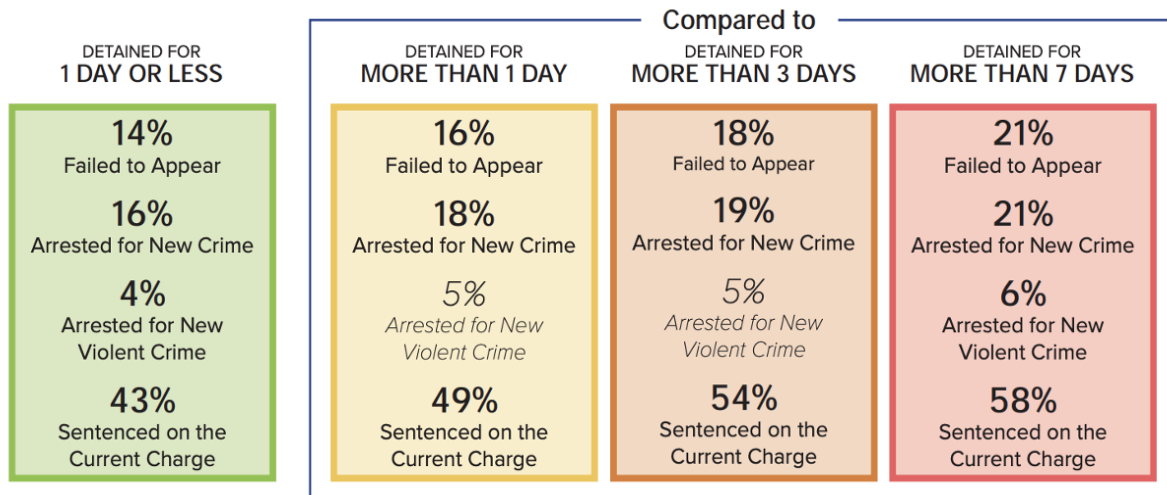 Compared to
DETAINED FOR
1 DAY OR LESS
14%
Failed to Appear
16%
Arrested for New Crime
4%
Arrested for New
Violent Crime
43%
Sentenced on the
Current Charge
DETAINED FOR
MORE THAN 1 DAY
16%
Failed to Appear
18%
Arrested for New Crime
5%
Arrested for New
Violent Crime
49%
Sentenced on the
Current Charge
DETAINED FOR
MORE THAN 3 DAYS
18%
Failed to Appear
19%
Arrested for New Crime
5%
Arrested for New
Violent Crime
54%
Sentenced on the
Current Charge
DETAINED FOR
MORE THAN 7 DAYS
21%
Failed to Appear
21%
Arrested for New Crime
6%
Arrested for New
Violent Crime
58%
Sentenced on the
Current Charge